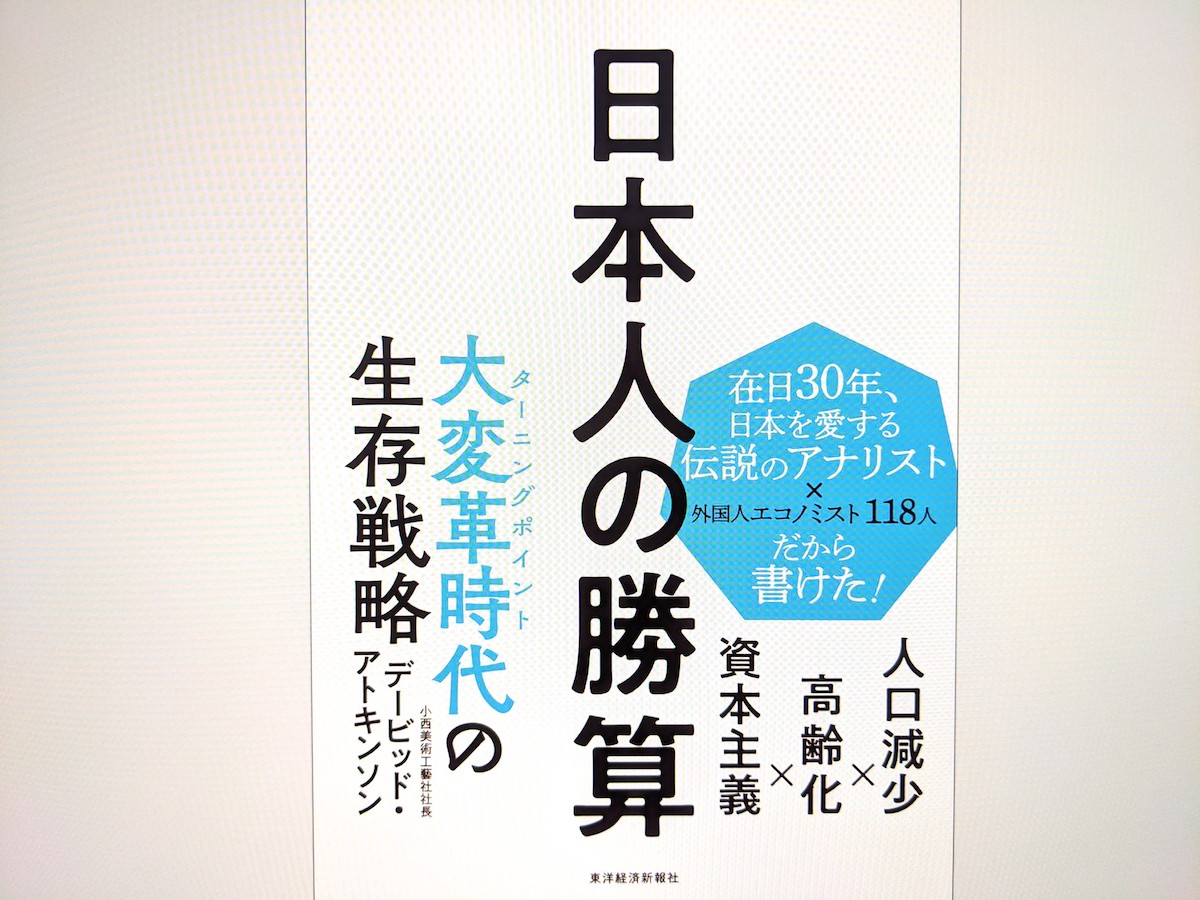 人口減少
×
高齢化
×
資本主義
在日30年、
日本を愛する
伝説のアナリスト
×
外国人エコノミスト118人
だから
書けた!
日本人の勝算
ターニングポイント
大変革時代の
生存戦略
小西美術工藝社社長
デービッド・
アトキンソン
東洋経済新報社